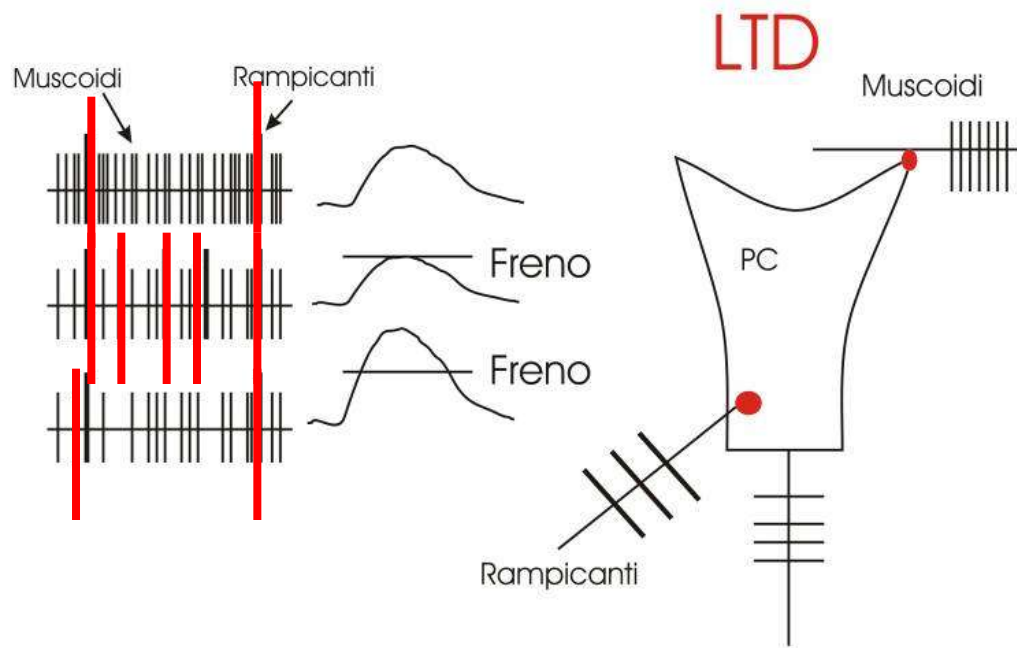 LTD
Muscoidi
Rampicanti
Muscoidi
Freno
PC
Freno
Rampicanti